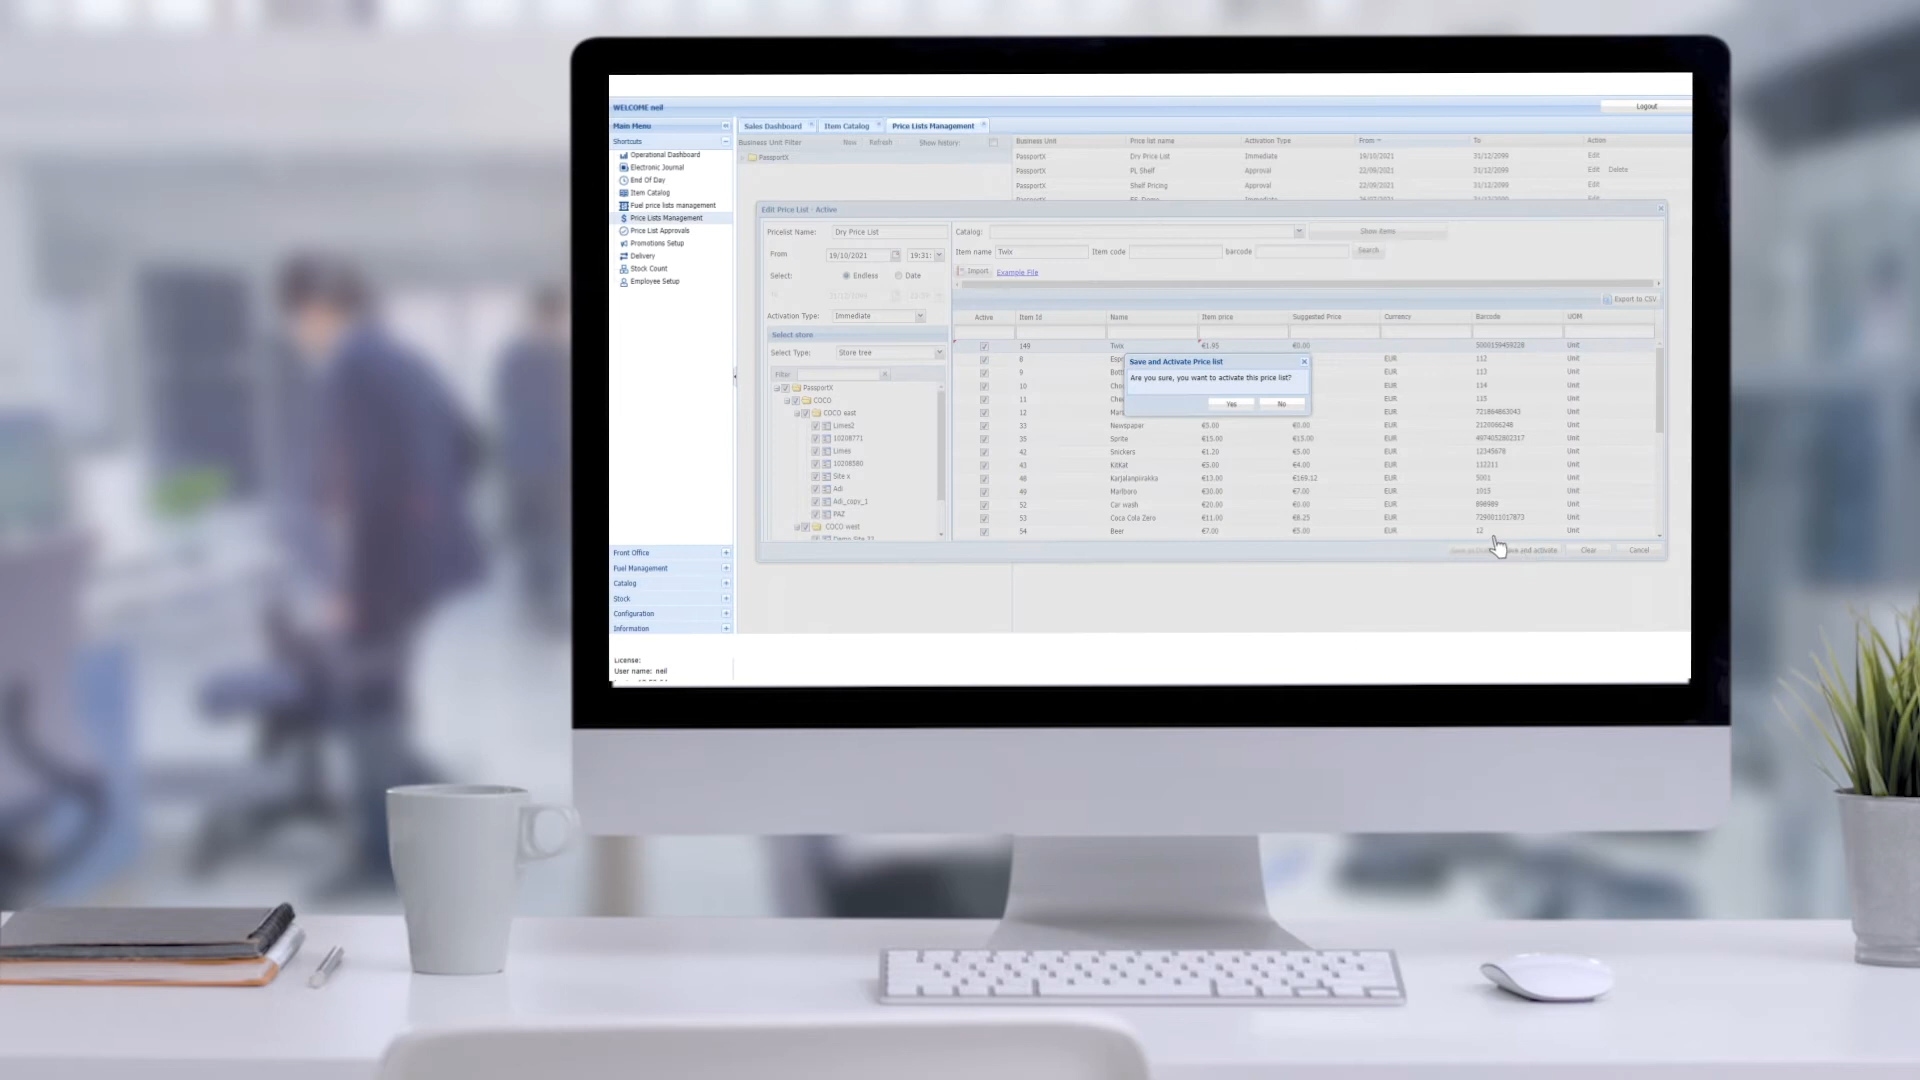 WELCOME neil
Logout
Main Menu
Shortcuts
Operational Dashboard
Electronic Journal
End Of Day
Item Catalog
Fuel price lists management
Price Lists Management
Price List Approvals
Promotions Setup
Delivery
Stock Count
Employee Setup
Front Office
Fuel Management
Catalog
Stock
Configuration
Information
License:
User name: neil
Sales Dashboard Item Catalog Price Lists Management
Business Unit Filter New Refresh Show history:
PassportX
Business Unit Price list name Activation Type From To Action
PassportX Dry Price List Immediate 19/10/2021 31/12/2099 Edit
PassportX PL Shelf Approval 22/09/2021 31/12/2099 Edit Delete
PassportX Shelf Pricing Approval 22/09/2021 31/12/2099 Edit
Edit Price List - Active
Pricelist Name: Dry Price List
From 19/10/2021 19:31:
Select: Endless Date
Activation Type: Immediate
Select store
Select Type: Store tree
Filter
PassportX
COCO
COCO east
Limes2
10208771
Limes
10208580
Site x
Adi
Adi_copy_1
PAZ
COCO west
Demo Site 33
Catalog: Show items
Item name Twix Item code barcode Search
Import Example File
Export to CSV
Active Item Id Name Item price Suggested Price Currency Barcode UOM
149 Twix €1.95 €0.00 5000159459228 Unit
8 EUR 112 Unit
9 EUR 113 Unit
10 EUR 114 Unit
11 EUR 115 Unit
12 EUR 721864863043 Unit
33 Newspaper €5.00 €0.00 EUR 2120066248 Unit
35 Sprite €15.00 €15.00 EUR 4974052802317 Unit
42 Snickers €1.20 €5.00 EUR 12345678 Unit
43 KitKat €5.00 €4.00 EUR 112211 Unit
48 Karjalanpirakka €13.00 €169.12 EUR 5001 Unit
49 Marlboro €30.00 €7.00 EUR 1015 Unit
52 Car wash €20.00 €0.00 EUR 898989 Unit
53 Coca Cola Zero €11.00 €8.25 EUR 7290011017873 Unit
54 Beer €7.00 €5.00 EUR 12 Unit
and activate Clear Cancel
Save and Activate Price list
Are you sure, you want to activate this price list?
Yes No